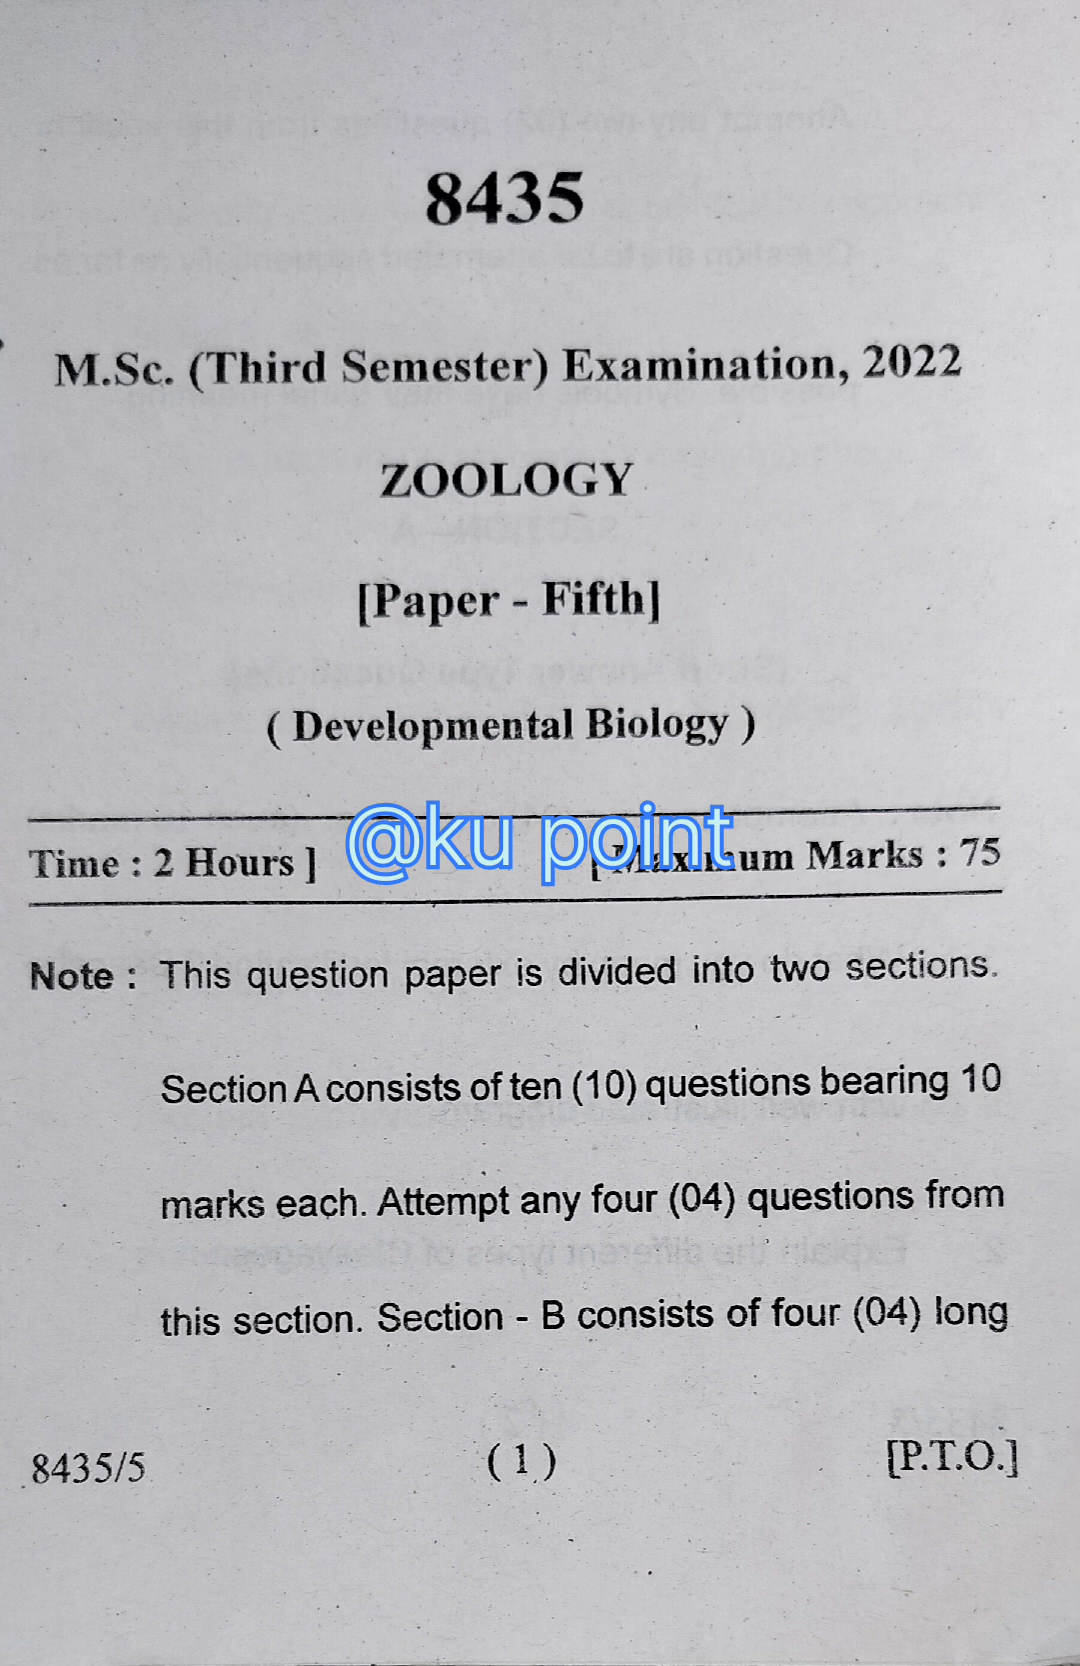 8435
M.Sc. (Third Semester) Examination, 2022
ZOOLOGY
[Paper - Fifth]
( Developmental Biology )
@ku point
Time : 2 Hours ] [ Maximum Marks : 75
Note : This question paper is divided into two sections.
Section A consists of ten (10) questions bearing 10
marks each. Attempt any four (04) questions from
this section. Section - B consists of four (04) long
8435/5 ( 1 ) [P.T.O.]